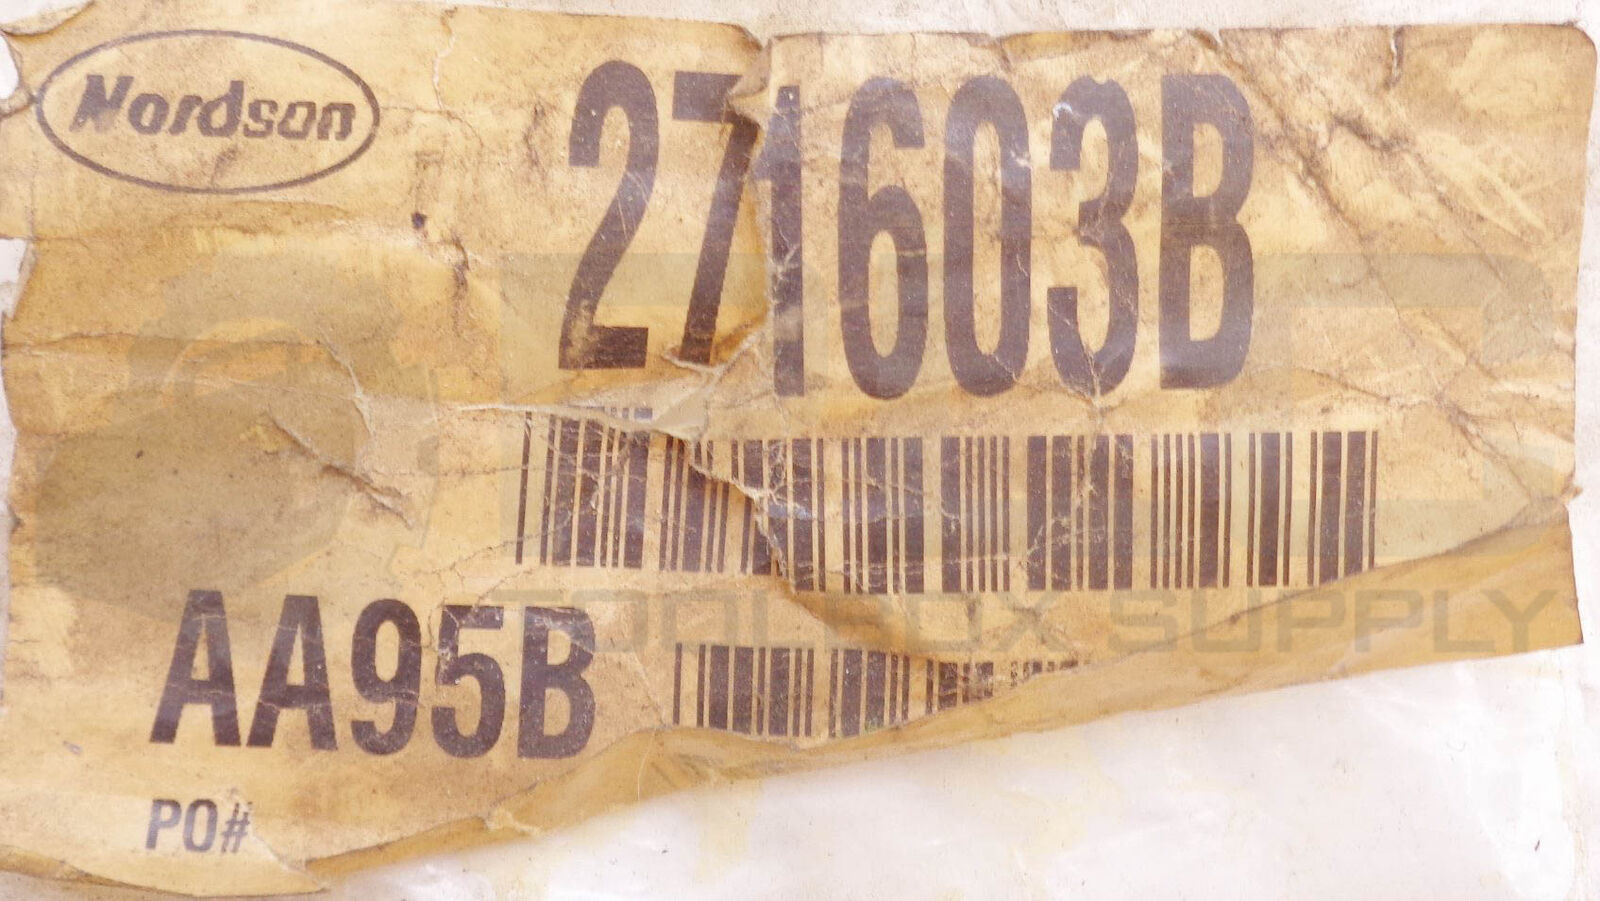 Nordson
271603B
AA95B
TOOLBOX SUPPLY
PO#